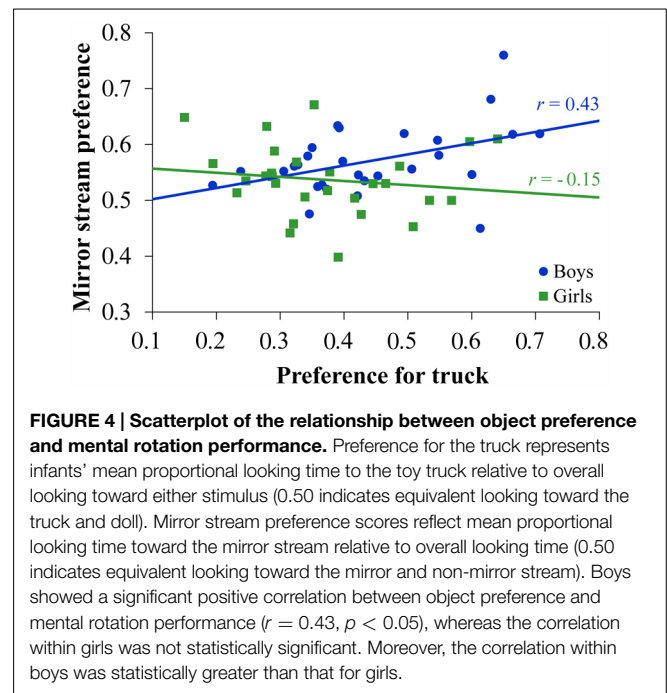 0.8
0.7
0.6
0.5
0.4
0.3
Mirror stream preference
r = 0.43
r = - 0.15
Boys
Girls
0.1 0.2 0.3 0.4 0.5 0.6 0.7 0.8
Preference for truck
FIGURE 4 | Scatterplot of the relationship between object preference
and mental rotation performance. Preference for the truck represents
infants’ mean proportional looking time to the toy truck relative to overall
looking toward either stimulus (0.50 indicates equivalent looking toward the
truck and doll). Mirror stream preference scores reflect mean proportional
looking time toward the mirror stream relative to overall looking time (0.50
indicates equivalent looking toward the mirror and non-mirror stream). Boys
showed a significant positive correlation between object preference and
mental rotation performance (r = 0.43, p < 0.05), whereas the correlation
within girls was not statistically significant. Moreover, the correlation within
boys was statistically greater than that for girls.